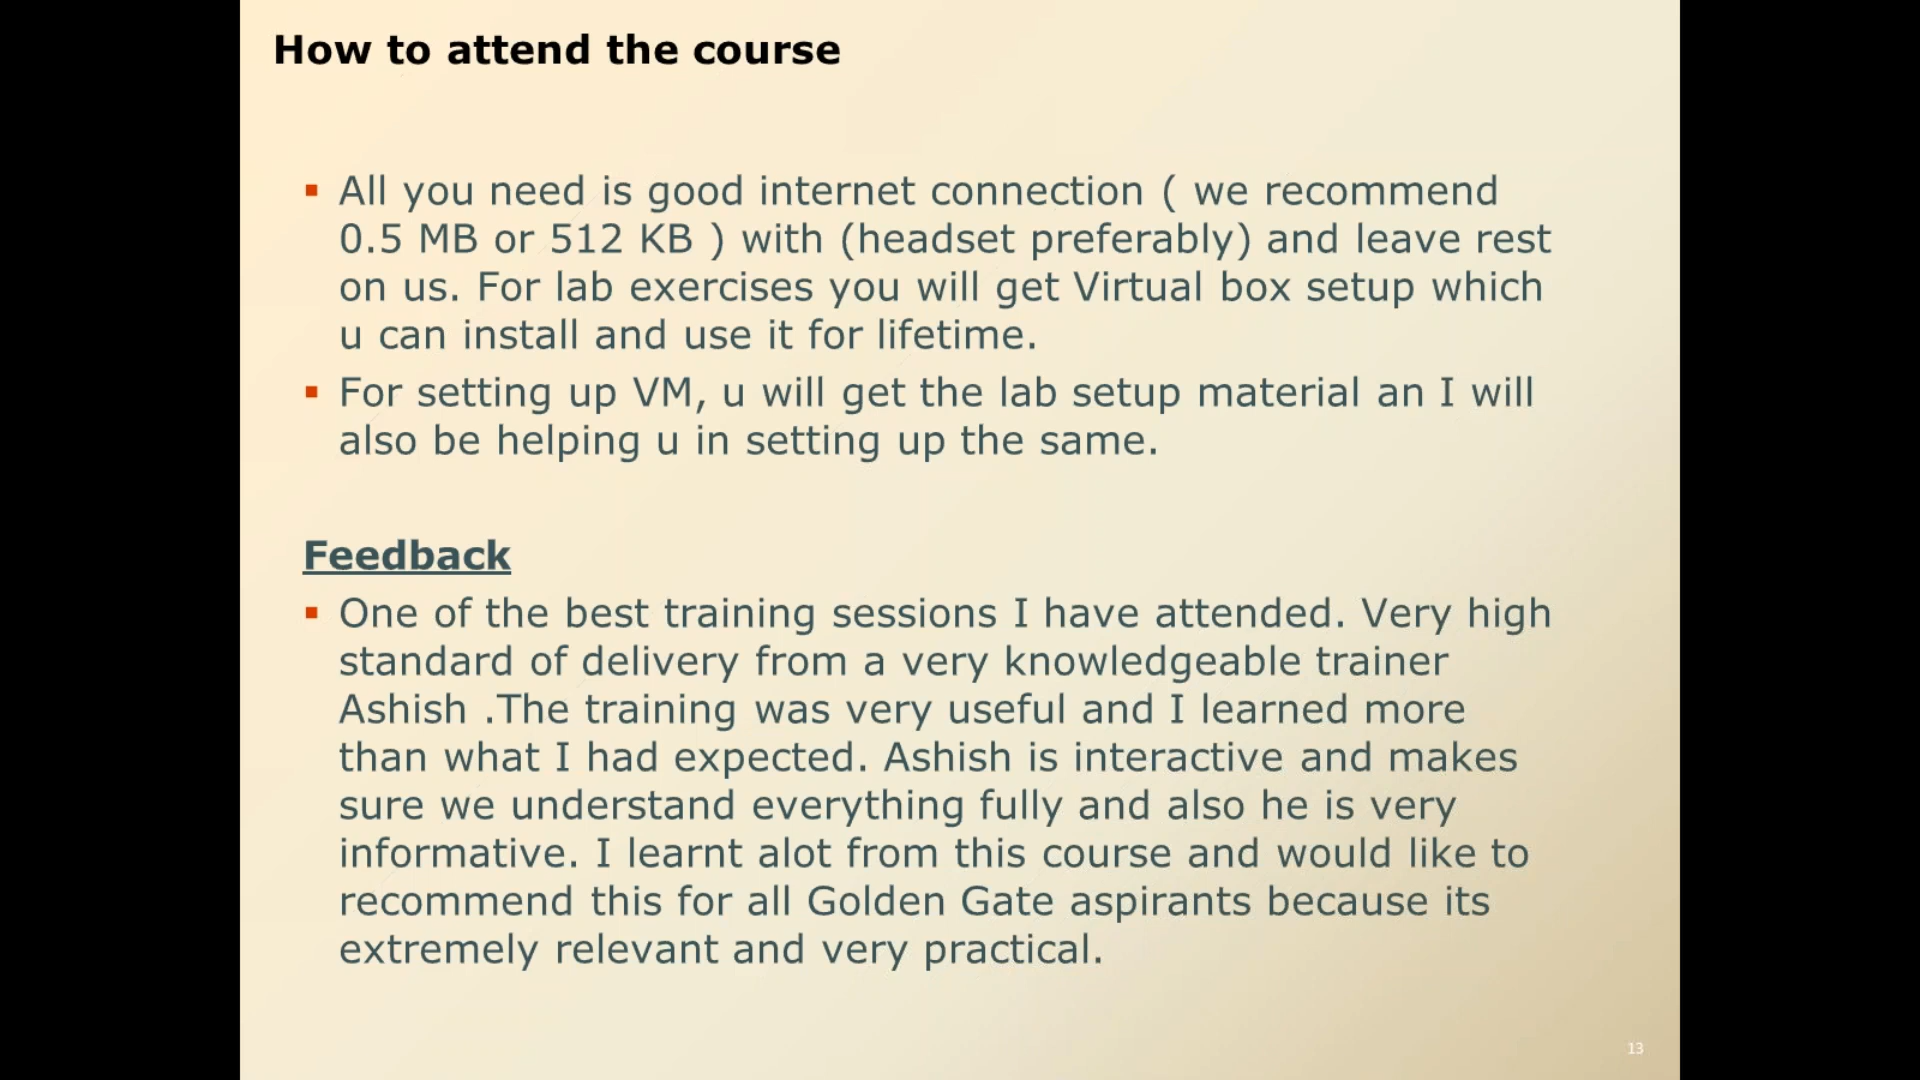 How to attend the course
▪ All you need is good internet connection ( we recommend
0.5 MB or 512 KB ) with (headset preferably) and leave rest
on us. For lab exercises you will get Virtual box setup which
u can install and use it for lifetime.
▪ For setting up VM, u will get the lab setup material an I will
also be helping u in setting up the same.
Feedback
▪ One of the best training sessions I have attended. Very high
standard of delivery from a very knowledgeable trainer
Ashish .The training was very useful and I learned more
than what I had expected. Ashish is interactive and makes
sure we understand everything fully and also he is very
informative. I learnt alot from this course and would like to
recommend this for all Golden Gate aspirants because its
extremely relevant and very practical.
13